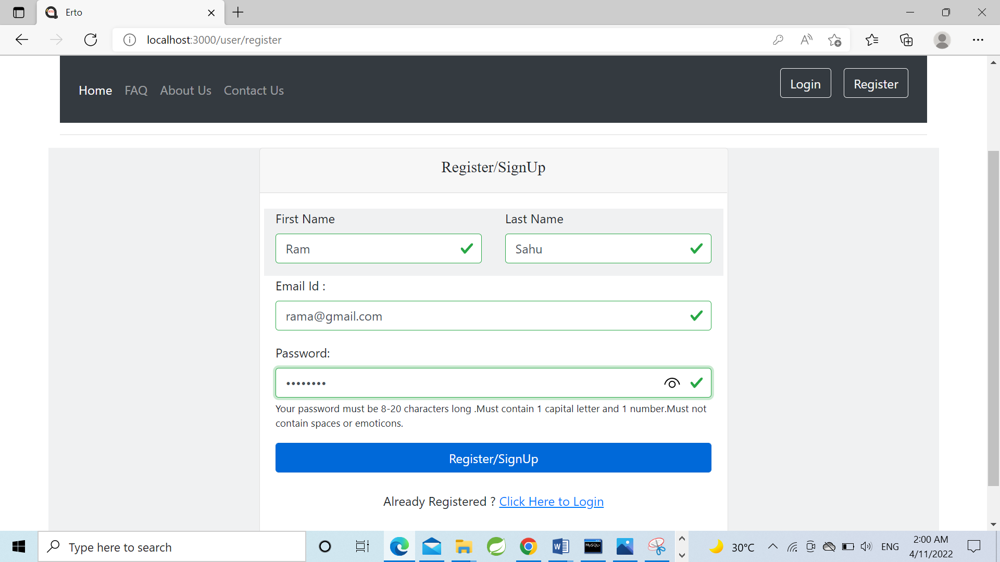 Erto
localhost:3000/user/register
Home FAQ About Us Contact Us Login Register
Register/SignUp
First Name Last Name
Ram Sahu
Email Id :
rama@gmail.com
Password:
••••••••
Your password must be 8-20 characters long .Must contain 1 capital letter and 1 number.Must not
contain spaces or emoticons.
Register/SignUp
Already Registered ? Click Here to Login
Type here to search
MySQL
30°C
ENG
2:00 AM
4/11/2022